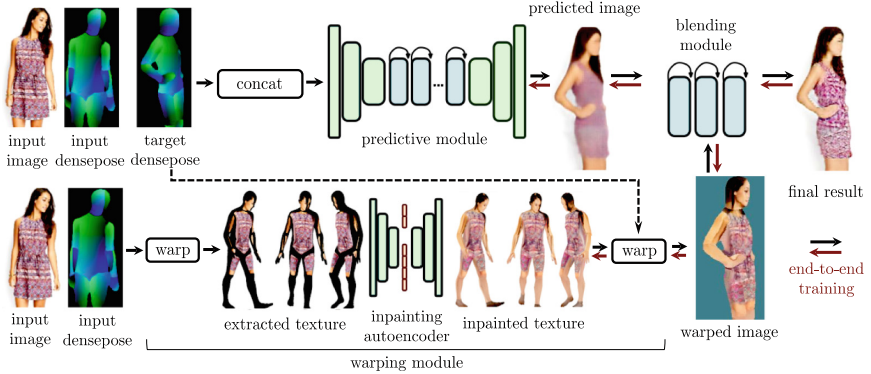 predicted image
blending
module
concat
predictive module
input
image
input
densepose
target
densepose
final result
warp
warp
end-to-end
training
extracted texture
inpainting
autoencoder
inpainted texture
input
image
input
densepose
warped image
warping module